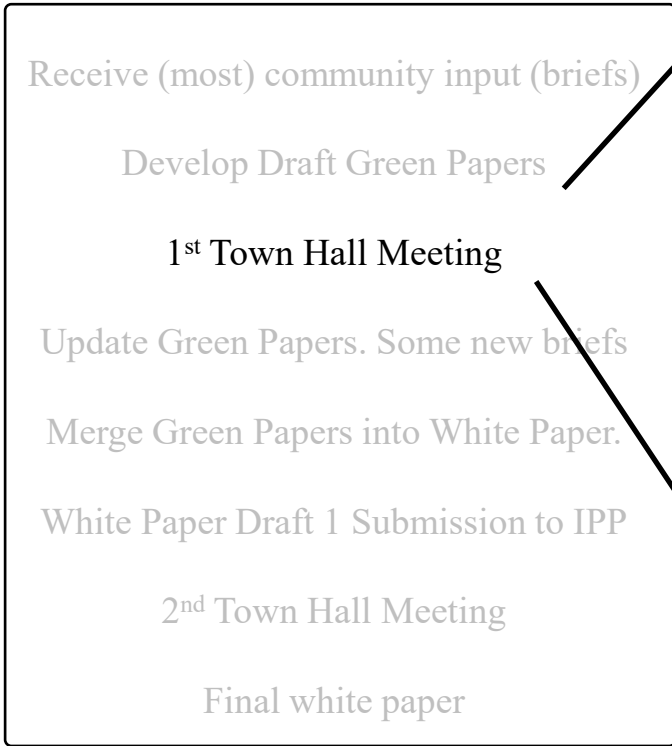 Receive (most) community input (briefs)
Develop Draft Green Papers
1st Town Hall Meeting
Update Green Papers. Some new briefs
Merge Green Papers into White Paper.
White Paper Draft 1 Submission to IPP
2nd Town Hall Meeting
Final white paper